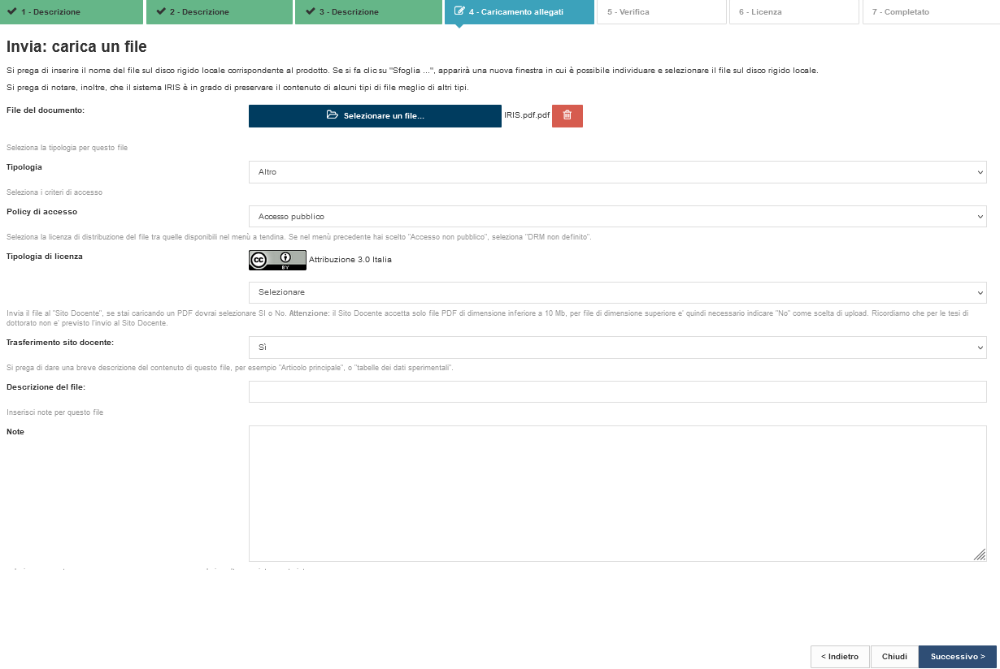 1 - Descrizione
2 - Descrizione
3 - Descrizione
4 - Caricamento allegati
5 - Verifica
6 - Licenza
7 - Completato
Invia: carica un file
Si prega di inserire il nome del file sul disco rigido locale corrispondente al prodotto. Se si fa clic su "Sfoglia ...", apparirà una nuova finestra in cui è possibile individuare e selezionare il file sul disco rigido locale.
Si prega di notare, inoltre, che il sistema IRIS è in grado di preservare il contenuto di alcuni tipi di file meglio di altri tipi.
File del documento:
Selezionare un file...
IRIS.pdf.pdf
Seleziona la tipologia per questo file
Tipologia
Altro
Seleziona i criteri di accesso
Policy di accesso
Accesso pubblico
Seleziona la licenza di distribuzione del file tra quelle disponibili nel menù a tendina. Se nel menù precedente hai scelto "Accesso non pubblico", seleziona "DRM non definito".
Tipologia di licenza
cc
BY
Attribuzione 3.0 Italia
Selezionare
Invia il file al "Sito Docente", se stai caricando un PDF dovrai selezionare SI o No. Attenzione: il Sito Docente accetta solo file PDF di dimensione inferiore a 10 Mb, per file di dimensione superiore e' quindi necessario indicare "No" come scelta di upload. Ricordiamo che per le tesi di
dottorato non e' previsto l'invio al Sito Docente.
Trasferimento sito docente:
Sì
Si prega di dare una breve descrizione del contenuto di questo file, per esempio "Articolo principale", o "tabelle dei dati sperimentali".
Descrizione del file:
Inserisci note per questo file
Note
< Indietro
Chiudi
Successivo >